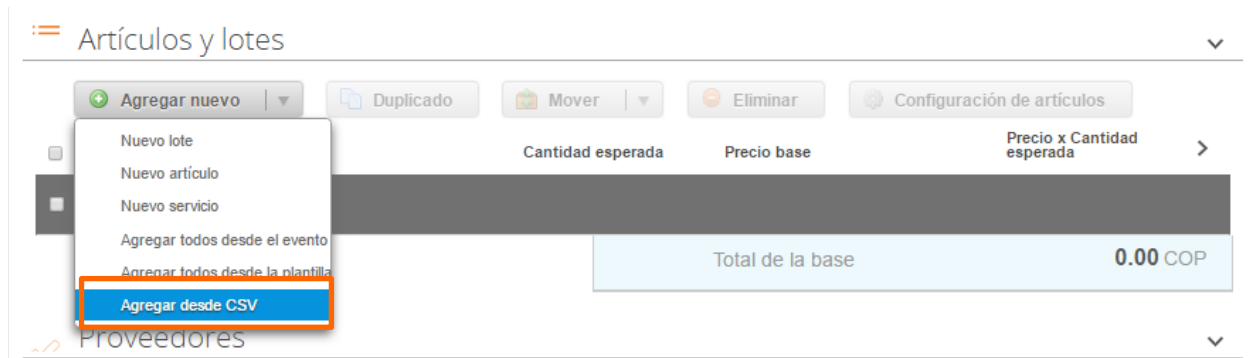 Artículos y lotes
Agregar nuevo Duplicado Mover Eliminar Configuración de artículos
Nuevo lote
Nuevo artículo
Nuevo servicio
Agregar todos desde el evento
Agregar todos desde la plantilla
Agregar desde CSV
Cantidad esperada Precio base Precio x Cantidad
esperada
Total de la base 0.00 COP
Proveedores